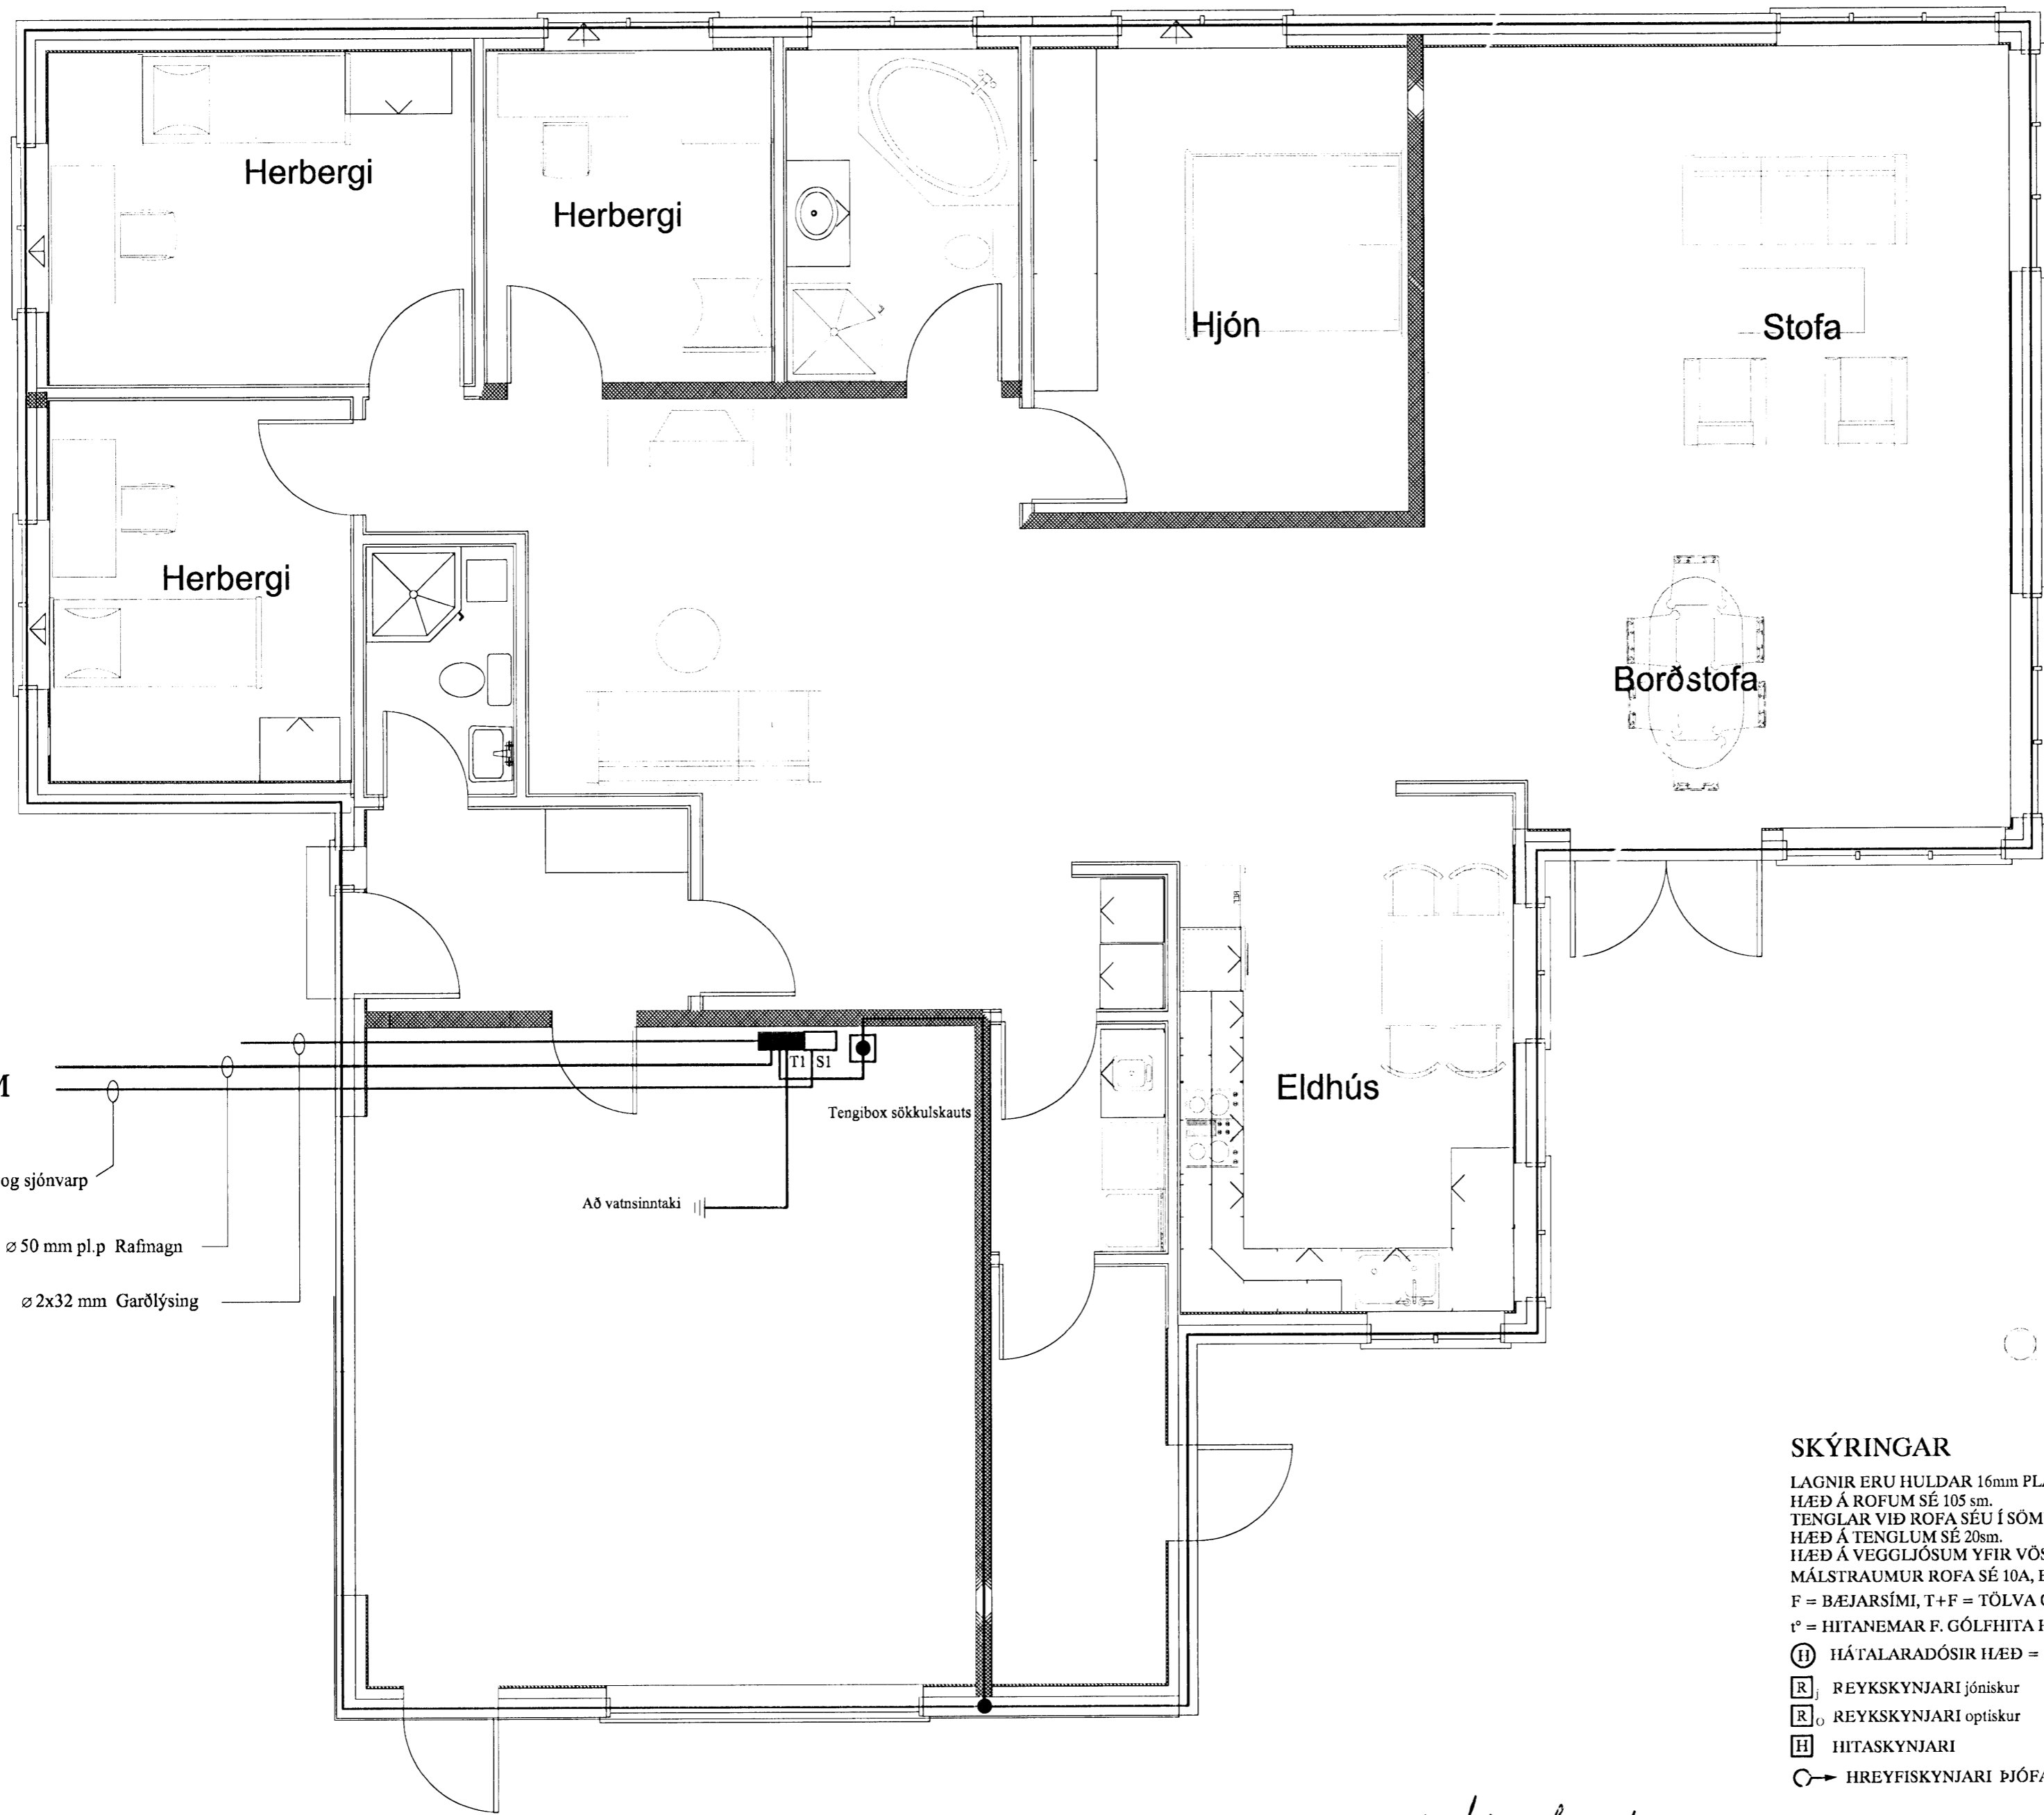 Herbergi
Herbergi
Hjón
Stofa
Herbergi
Borðstofa
T1 S1
M
Tengibox sökkulskauts
Eldhús
og sjónvarp
Að vatnsinntaki
⌀ 50 mm pl.p Rafmagn
⌀ 2x32 mm Garðlýsing
SKÝRINGAR
LAGNIR ERU HULDAR 16mm PLA
HÆÐ Á ROFUM SÉ 105 sm.
TENGLAR VIÐ ROFA SÉU Í SÖM
HÆÐ Á TENGLUM SÉ 20sm.
HÆÐ Á VEGGLJÓSUM YFIR VÖS
MÁLSTRAUMUR ROFA SÉ 10A, E
F = BÆJARSÍMI, T+F = TÖLVA
t° = HITANEMAR F. GÓLFHITA
H HÁTALARADÓSIR HÆÐ =
R j REYKSKYNJARI jóniskur
R O REYKSKYNJARI optiskur
H HITASKYNJARI
HREYFISKYNJARI ÞJÓFA